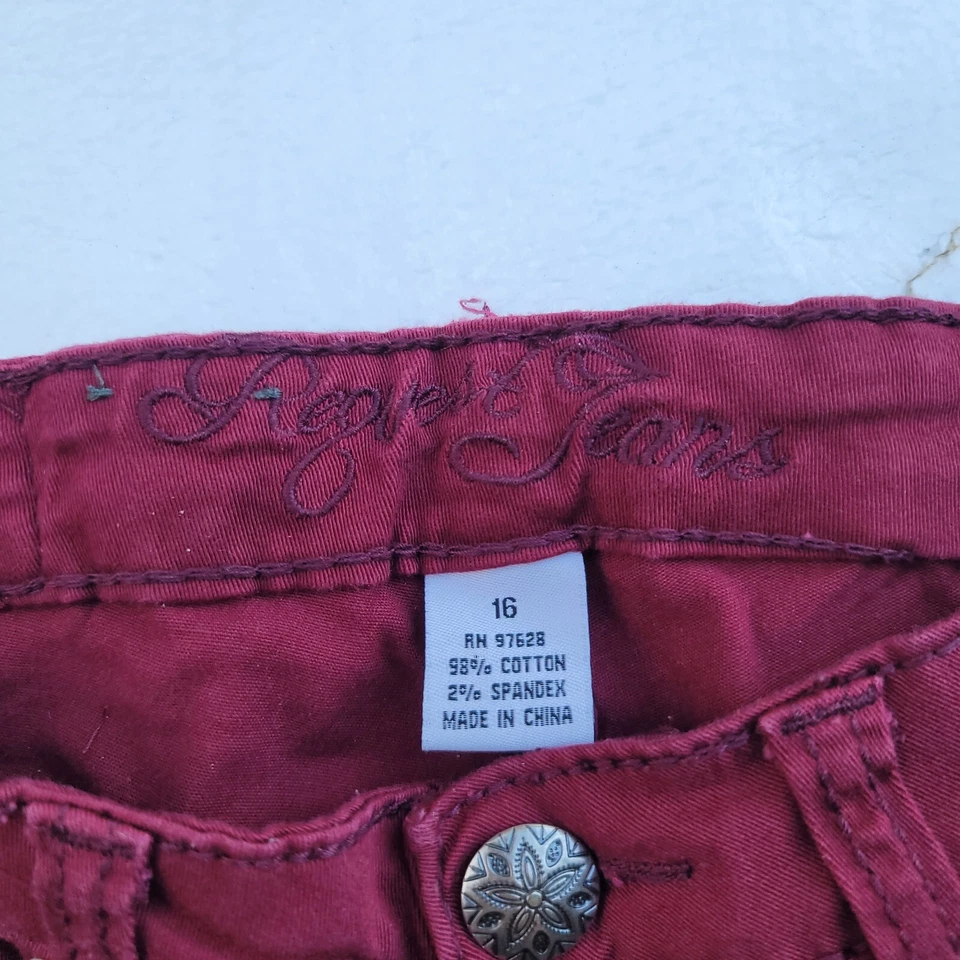 Request Jeans
16
RN 97628
98% COTTON
2% SPANDEX
MADE IN CHINA